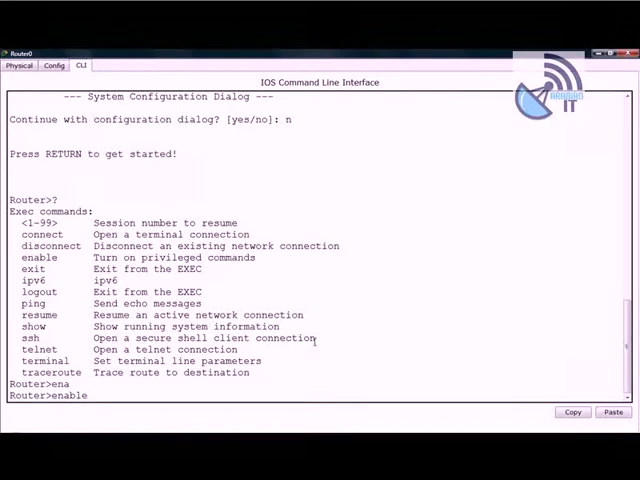 Router0
Physical Config CLI
IT
IOS Command Line Interface
--- System Configuration Dialog ---
Continue with configuration dialog? [yes/no]: n
Press RETURN to get started!
Router>?
Exec commands:
<1-99> Session number to resume
connect Open a terminal connection
disconnect Disconnect an existing network connection
enable Turn on privileged commands
exit Exit from the EXEC
ipv6 ipv6
logout Exit from the EXEC
ping Send echo messages
resume Resume an active network connection
show Show running system information
ssh Open a secure shell client connection
telnet Open a telnet connection
terminal Set terminal line parameters
traceroute Trace route to destination
Router>ena
Router>enable
Copy Paste